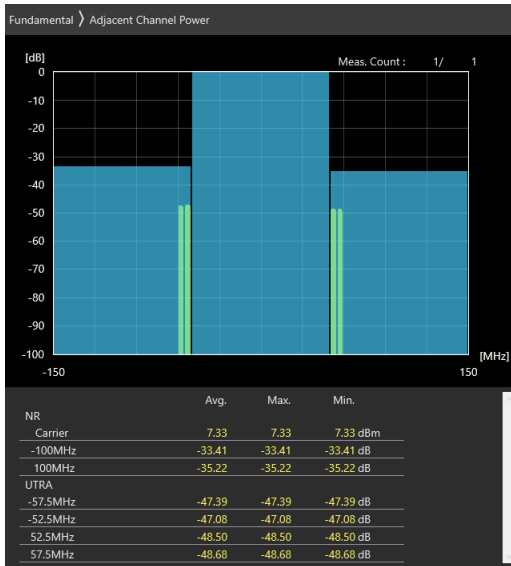 Fundamental 〉 Adjacent Channel Power
[dB]
Meas. Count : 1/ 1
0
-10
-20
-30
-40
-50
-60
-70
-80
-90
-100
[MHz]
-150 150
Avg. Max. Min.
NR
Carrier 7.33 7.33 7.33 dBm
-100MHz -33.41 -33.41 -33.41 dB
100MHz -35.22 -35.22 -35.22 dB
UTRA
-57.5MHz -47.39 -47.39 -47.39 dB
-52.5MHz -47.08 -47.08 -47.08 dB
52.5MHz -48.50 -48.50 -48.50 dB
57.5MHz -48.68 -48.68 -48.68 dB